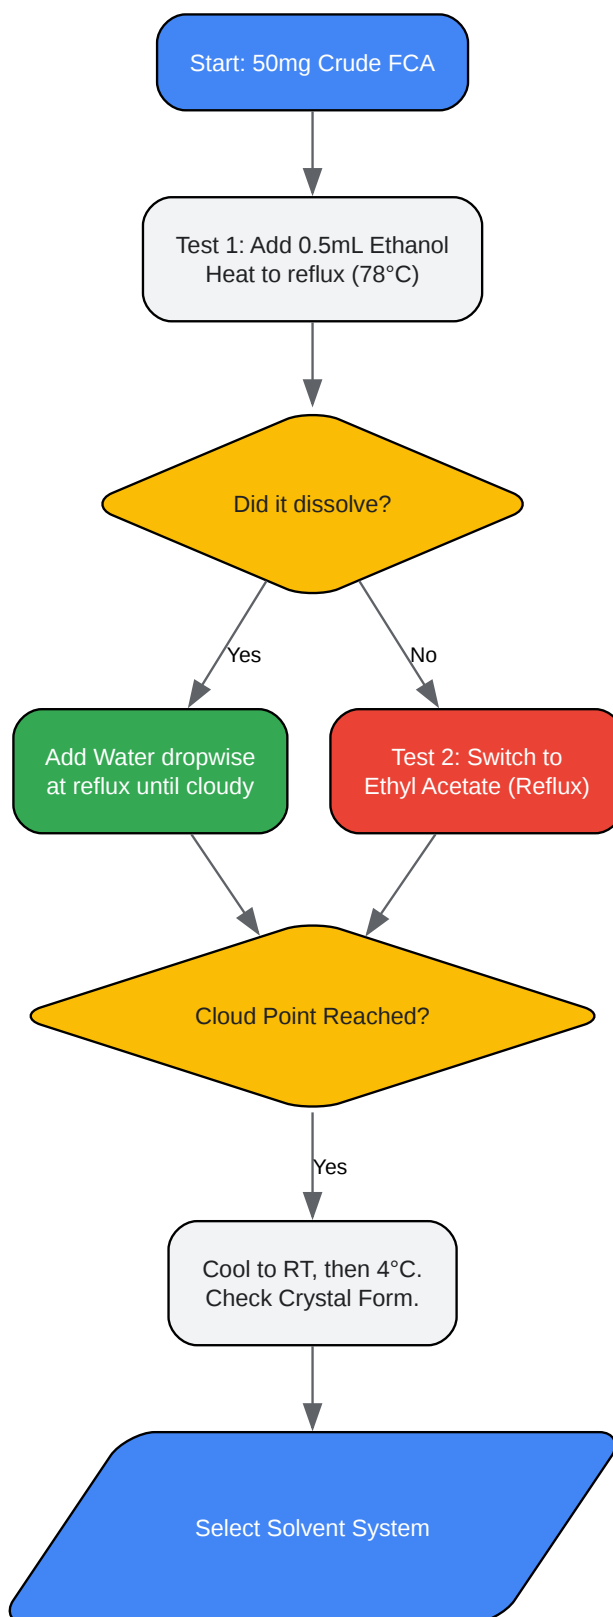 Start: 50mg Crude FCA
Test 1: Add 0.5mL Ethanol
Heat to reflux (78°C)
Did it dissolve?
Yes
No
Add Water dropwise
at reflux until cloudy
Test 2: Switch to
Ethyl Acetate (Reflux)
Cloud Point Reached?
Yes
Cool to RT, then 4°C.
Check Crystal Form.
Select Solvent System